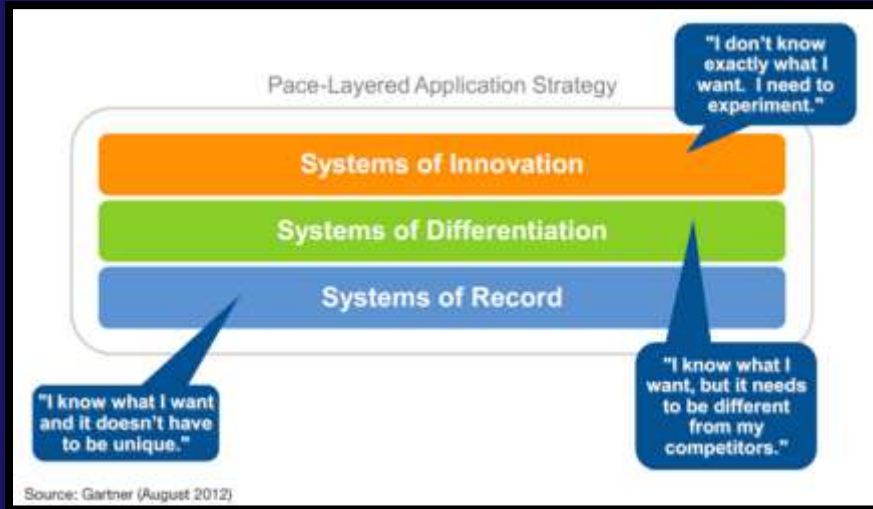 "I don't know
exactly what I
want. I need to
experiment."
Pace-Layered Application Strategy
Systems of Innovation
Systems of Differentiation
Systems of Record
"I know what I want
and it doesn't have
to be unique."
"I know what I
want, but it needs
to be different
from my
competitors."
Source: Gartner (August 2012)